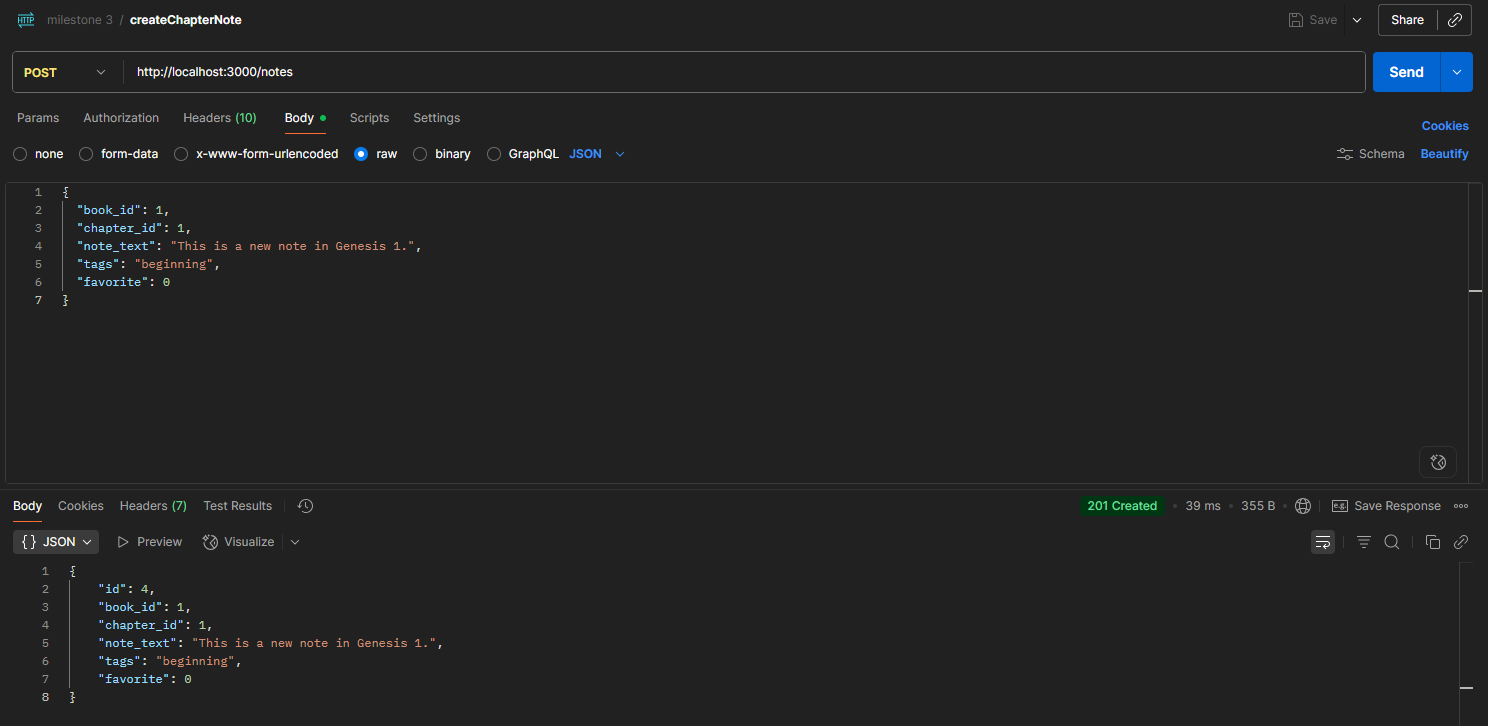 HTTP milestone 3 / createChapterNote Save Share
POST http://localhost:3000/notes Send
Params Authorization Headers (10) Body Scripts Settings Cookies
none form-data x-www-form-urlencoded raw binary GraphQL JSON Schema Beautify
1 {
2 "book_id": 1,
3 "chapter_id": 1,
4 "note_text": "This is a new note in Genesis 1.",
5 "tags": "beginning",
6 "favorite": 0
7 }
Body Cookies Headers (7) Test Results 201 Created 39 ms 355 B e.g. Save Response
{} JSON Preview Visualize
1 {
2 "id": 4,
3 "book_id": 1,
4 "chapter_id": 1,
5 "note_text": "This is a new note in Genesis 1.",
6 "tags": "beginning",
7 "favorite": 0
8 }